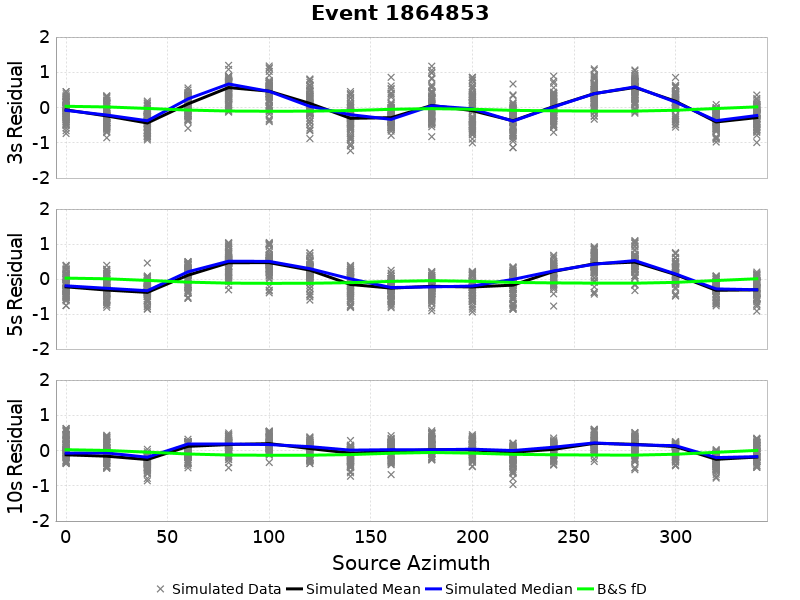 Event 1864853
3s Residual
2
1
0
-1
-2
5s Residual
2
1
0
-1
-2
10s Residual
2
1
0
-1
-2
0 50 100 150 200 250 300
Source Azimuth
Simulated Data Simulated Mean Simulated Median B&S fD